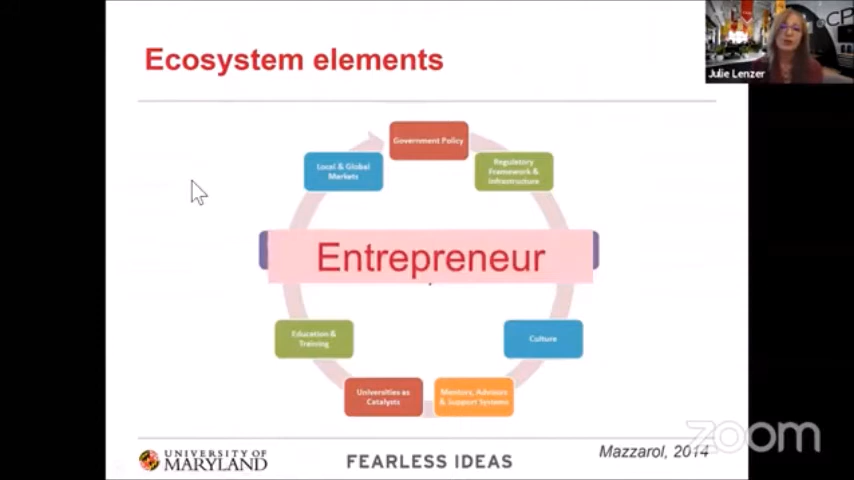 Ecosystem elements
Julie Lenzer
Government Policy
Local & Global
Markets
Regulatory
Framework &
Infrastructure
Entrepreneur
Education &
Training
Culture
Universities as
Catalysts
Mentors, Advisors
& Support Systems
UNIVERSITY OF
MARYLAND
FEARLESS IDEAS
Mazzarol, 2014
zoom